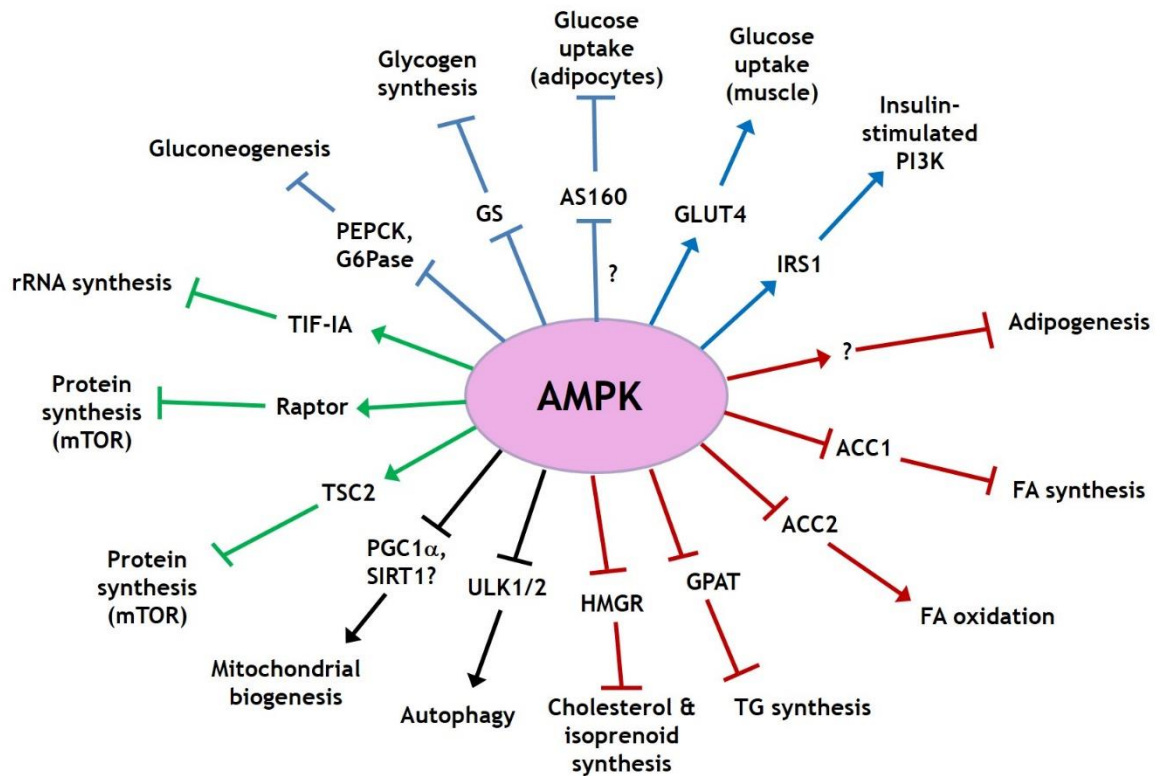 Glucose
uptake
(adipocytes)
Glucose
uptake
(muscle)
Glycogen
synthesis
Insulin-
stimulated
PI3K
Gluconeogenesis
AS160
GS
GLUT4
PEPCK,
G6Pase
?
IRS1
rRNA synthesis
TIF-IA
Adipogenesis
?
AMPK
Protein
synthesis
(mTOR)
Raptor
ACC1
FA synthesis
TSC2
ACC2
Protein
synthesis
(mTOR)
PGC1α,
SIRT1?
ULK1/2
HMGR
GPAT
FA oxidation
Mitochondrial
biogenesis
Autophagy
Cholesterol &
isoprenoid
synthesis
TG synthesis